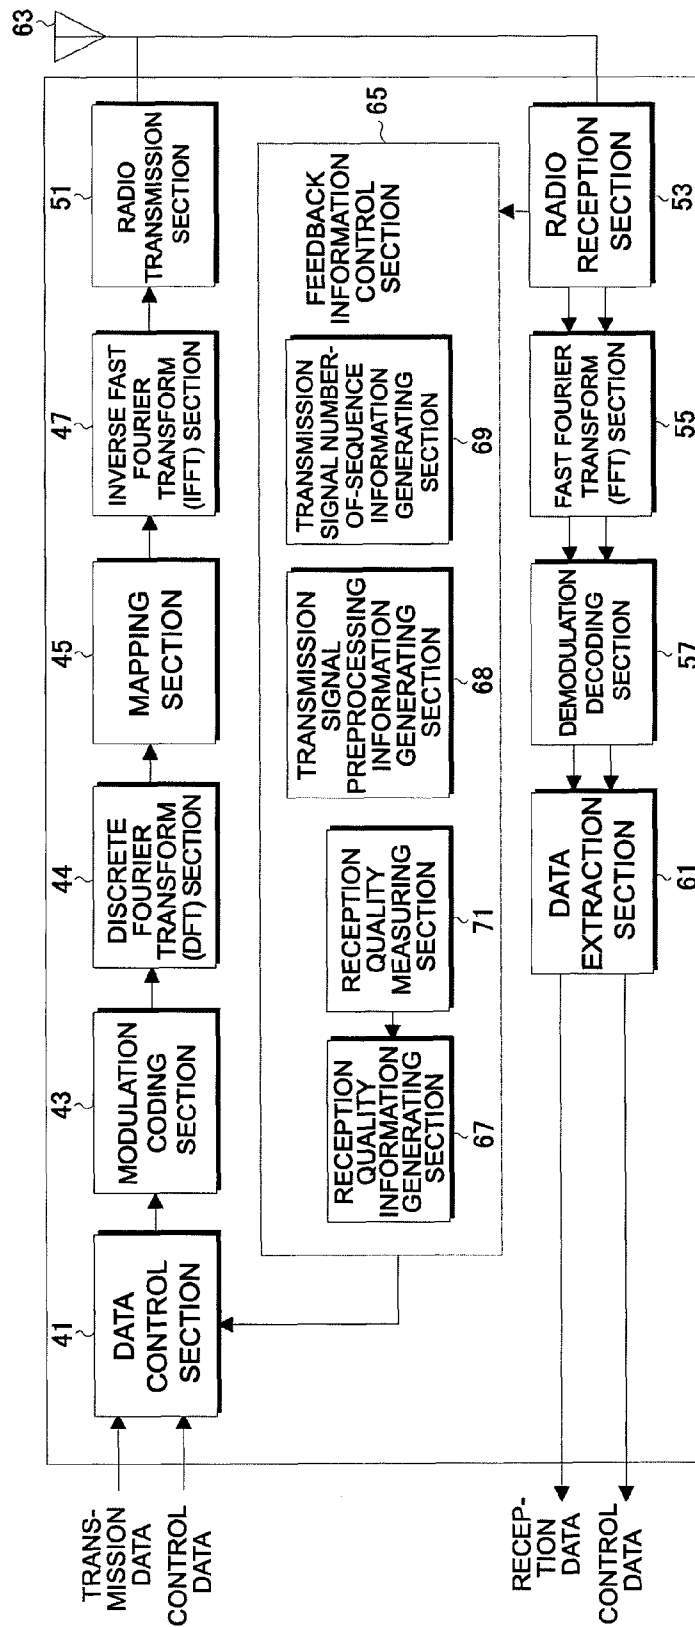 TRANS-
MISSION
DATA
CONTROL
DATA
41
DATA
CONTROL
SECTION
43
MODULATION
CODING
SECTION
44
DISCRETE
FOURIER
TRANSFORM
(DFT) SECTION
45
MAPPING
SECTION
47
INVERSE FAST
FOURIER
TRANSFORM
(IFFT) SECTION
51
RADIO
TRANSMISSION
SECTION
63
RECEPTION
QUALITY
INFORMATION
GENERATING
SECTION
67
RECEPTION
QUALITY
MEASURING
SECTION
71
TRANSMISSION
SIGNAL
PREPROCESSING
INFORMATION
GENERATING
SECTION
68
TRANSMISSION
SIGNAL NUMBER-
OF-SEQUENCE
INFORMATION
GENERATING
SECTION
69
FEEDBACK
INFORMATION
CONTROL
SECTION
65
RECEP-
TION
DATA
CONTROL
DATA
DATA
EXTRACTION
SECTION
61
DEMODULATION
DECODING
SECTION
57
FAST FOURIER
TRANSFORM
(FFT) SECTION
55
RADIO
RECEPTION
SECTION
53